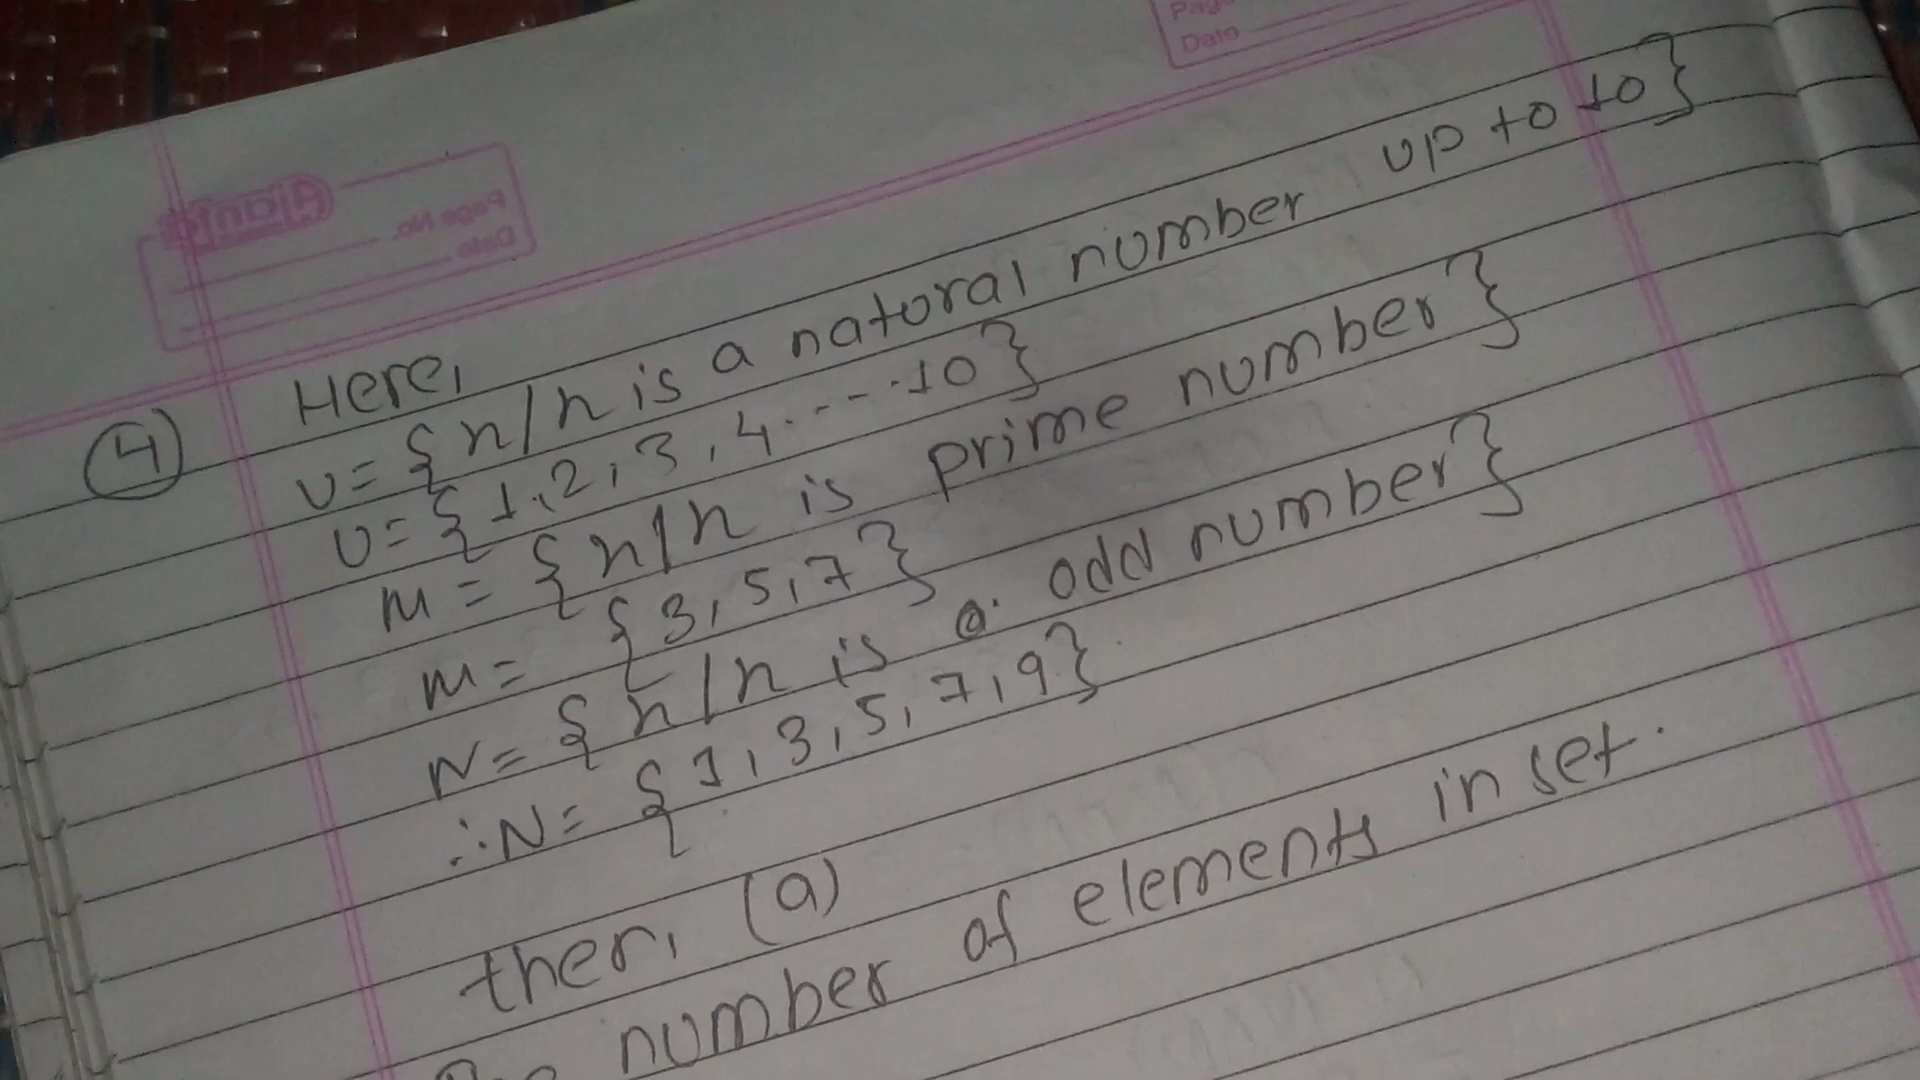 Page
Date
Page No.
Date
(4) Here,
U = {n/n is a natural number up to 10}
U = {1, 2, 3, 4 . - - - .10}
M = {n/n is prime number}
M = {3, 5, 7}
N = {n/n is a odd number}
∴ N = {1, 3, 5, 7, 9}
then, (a)
number of elements in set.